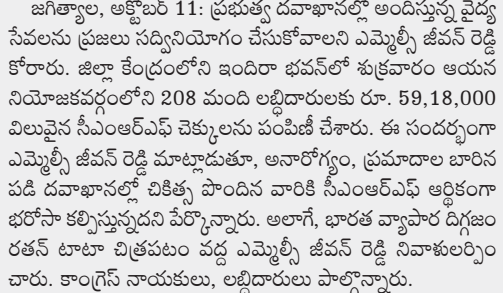 జగిత్యాల, అక్టోబర్ 11: ప్రభుత్వ దవాఖానల్లో అందిస్తున్న వైద్య
సేవలను ప్రజలు సద్వినియోగం చేసుకోవాలని ఎమ్మెల్సీ జీవన్ రెడ్డి
కోరారు. జిల్లా కేంద్రంలోని ఇందిరా భవన్‌లో శుక్రవారం ఆయన
నియోజకవర్గంలోని 208 మంది లబ్ధిదారులకు రూ. 59,18,000
విలువైన సీఎంఆర్ఎఫ్ చెక్కులను పంపిణీ చేశారు. ఈ సందర్భంగా
ఎమ్మెల్సీ జీవన్ రెడ్డి మాట్లాడుతూ, అనారోగ్యం, ప్రమాదాల బారిన
పడి దవాఖానల్లో చికిత్స పొందిన వారికి సీఎంఆర్ఎఫ్ ఆర్థికంగా
భరోసా కల్పిస్తున్నదని పేర్కొన్నారు. అలాగే, భారత వ్యాపార దిగ్గజం
రతన్ టాటా చిత్రపటం వద్ద ఎమ్మెల్సీ జీవన్ రెడ్డి నివాళులర్పిం
చారు. కాంగ్రెస్ నాయకులు, లబ్ధిదారులు పాల్గొన్నారు.